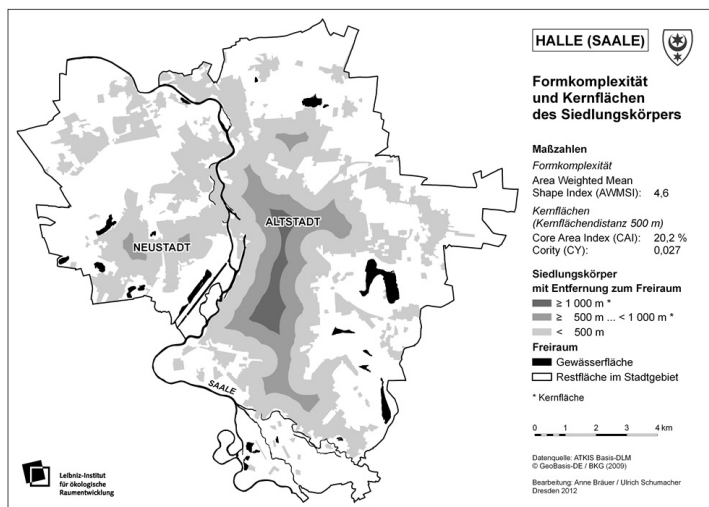 HALLE (SAALE)
Formkomplexität
und Kernflächen
des Siedlungskörpers
Maßzahlen
Formkomplexität
Area Weighted Mean
Shape Index (AWMSI): 4,6
Kernflächen
(Kernflächendistanz 500 m)
Core Area Index (CAI): 20,2 %
Cority (CY): 0,027
Siedlungskörper
mit Entfernung zum Freiraum
≥ 1 000 m *
≥ 500 m ... < 1 000 m *
< 500 m
Freiraum
Gewässerfläche
Restfläche im Stadtgebiet
* Kernfläche
0 1 2 3 4 km
Datenquelle: ATKIS Basis-DLM
© GeoBasis-DE / BKG (2009)
Bearbeitung: Anne Bräuer / Ulrich Schumacher
Dresden 2012
ALTSTADT
NEUSTADT
SAALE
Leibniz-Institut
für ökologische
Raumentwicklung